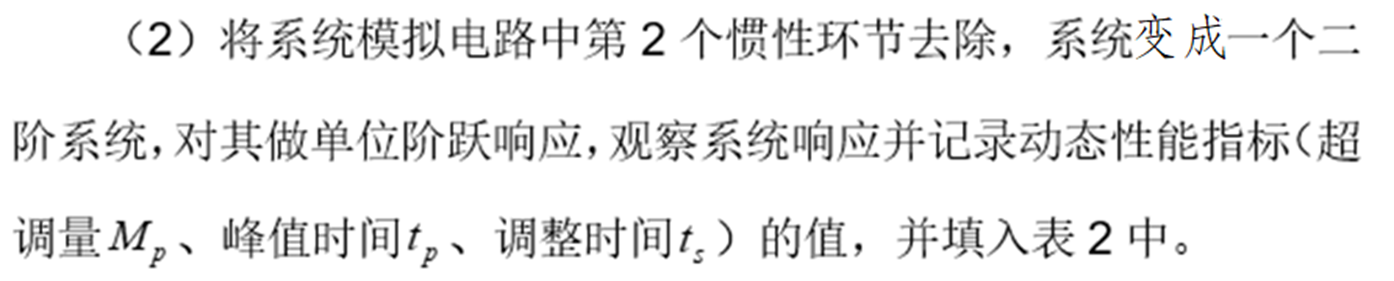 （2）将系统模拟电路中第 2 个惯性环节去除，系统变成一个二
阶系统，对其做单位阶跃响应，观察系统响应并记录动态性能指标（超
调量 Mp、峰值时间 tp、调整时间 ts）的值，并填入表 2 中。